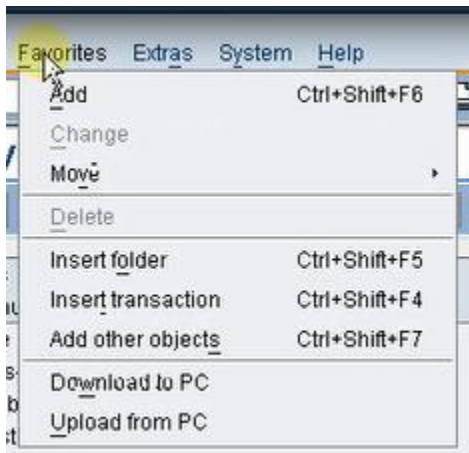 Favorites Extras System Help
Add Ctrl+Shift+F6
Change
Move
Delete
Insert folder Ctrl+Shift+F5
Insert transaction Ctrl+Shift+F4
Add other objects Ctrl+Shift+F7
Download to PC
Upload from PC